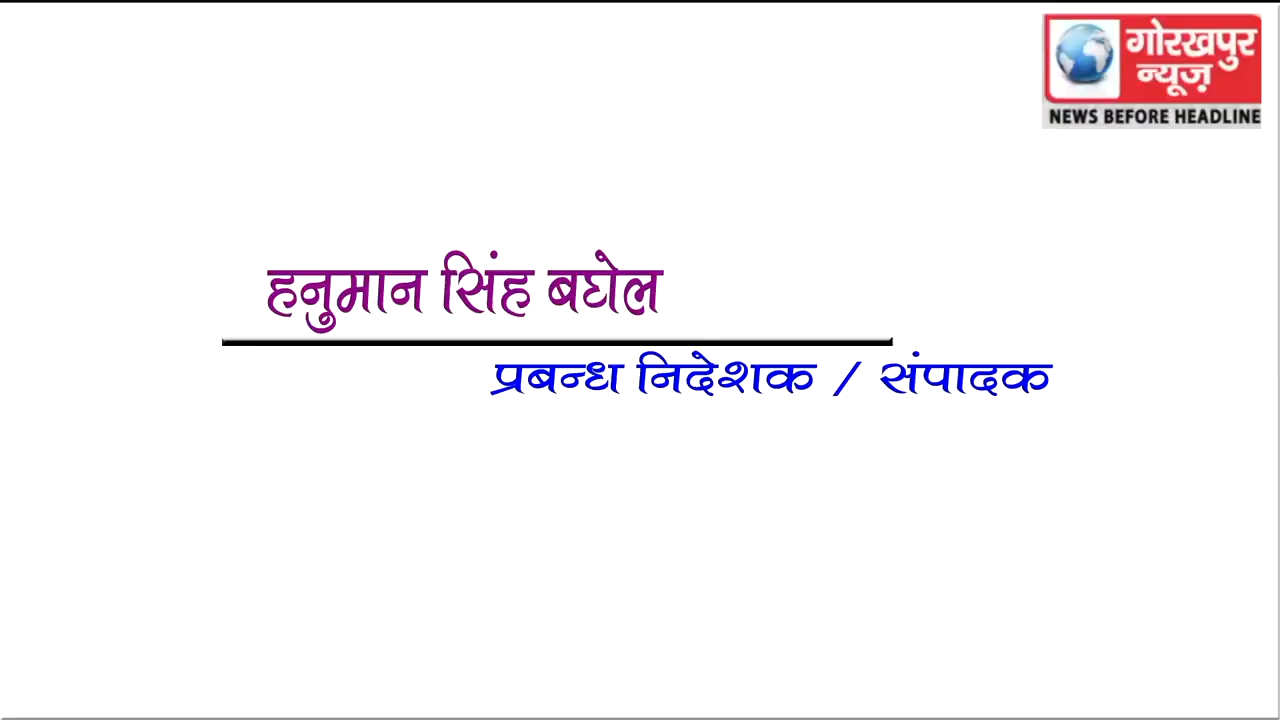 गोरखपुर
न्यूज़
NEWS BEFORE HEADLINE
हनुमान सिंह बघेल
प्रबन्ध निदेशक / संपादक